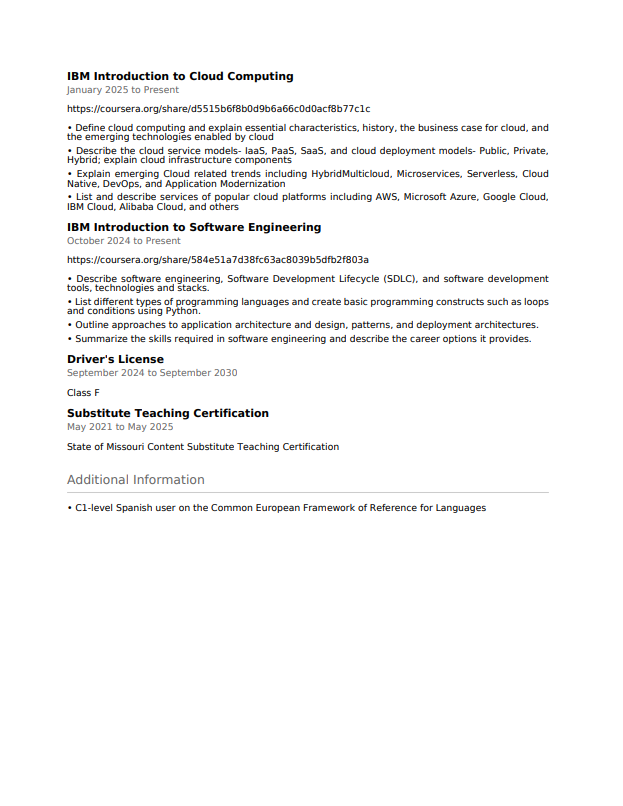 IBM Introduction to Cloud Computing
January 2025 to Present
https://coursera.org/share/d5515b6f8b0d9b6a66c0d0acf8b77c1c
• Define cloud computing and explain essential characteristics, history, the business case for cloud, and
the emerging technologies enabled by cloud
• Describe the cloud service models- IaaS, PaaS, SaaS, and cloud deployment models- Public, Private,
Hybrid; explain cloud infrastructure components
• Explain emerging Cloud related trends including HybridMulticloud, Microservices, Serverless, Cloud
Native, DevOps, and Application Modernization
• List and describe services of popular cloud platforms including AWS, Microsoft Azure, Google Cloud,
IBM Cloud, Alibaba Cloud, and others
IBM Introduction to Software Engineering
October 2024 to Present
https://coursera.org/share/584e51a7d38fc63ac8039b5dfb2f803a
• Describe software engineering, Software Development Lifecycle (SDLC), and software development
tools, technologies and stacks.
• List different types of programming languages and create basic programming constructs such as loops
and conditions using Python.
• Outline approaches to application architecture and design, patterns, and deployment architectures.
• Summarize the skills required in software engineering and describe the career options it provides.
Driver's License
September 2024 to September 2030
Class F
Substitute Teaching Certification
May 2021 to May 2025
State of Missouri Content Substitute Teaching Certification
Additional Information
• C1-level Spanish user on the Common European Framework of Reference for Languages